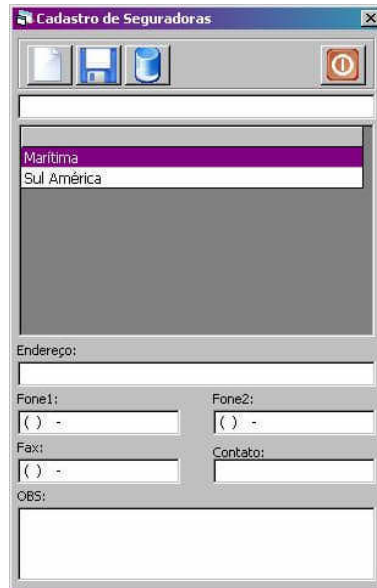 Cadastro de Seguradoras
Marítima
Sul América
Endereço:
Fone1: Fone2:
( ) - ( ) -
Fax: Contato:
( ) -
OBS: